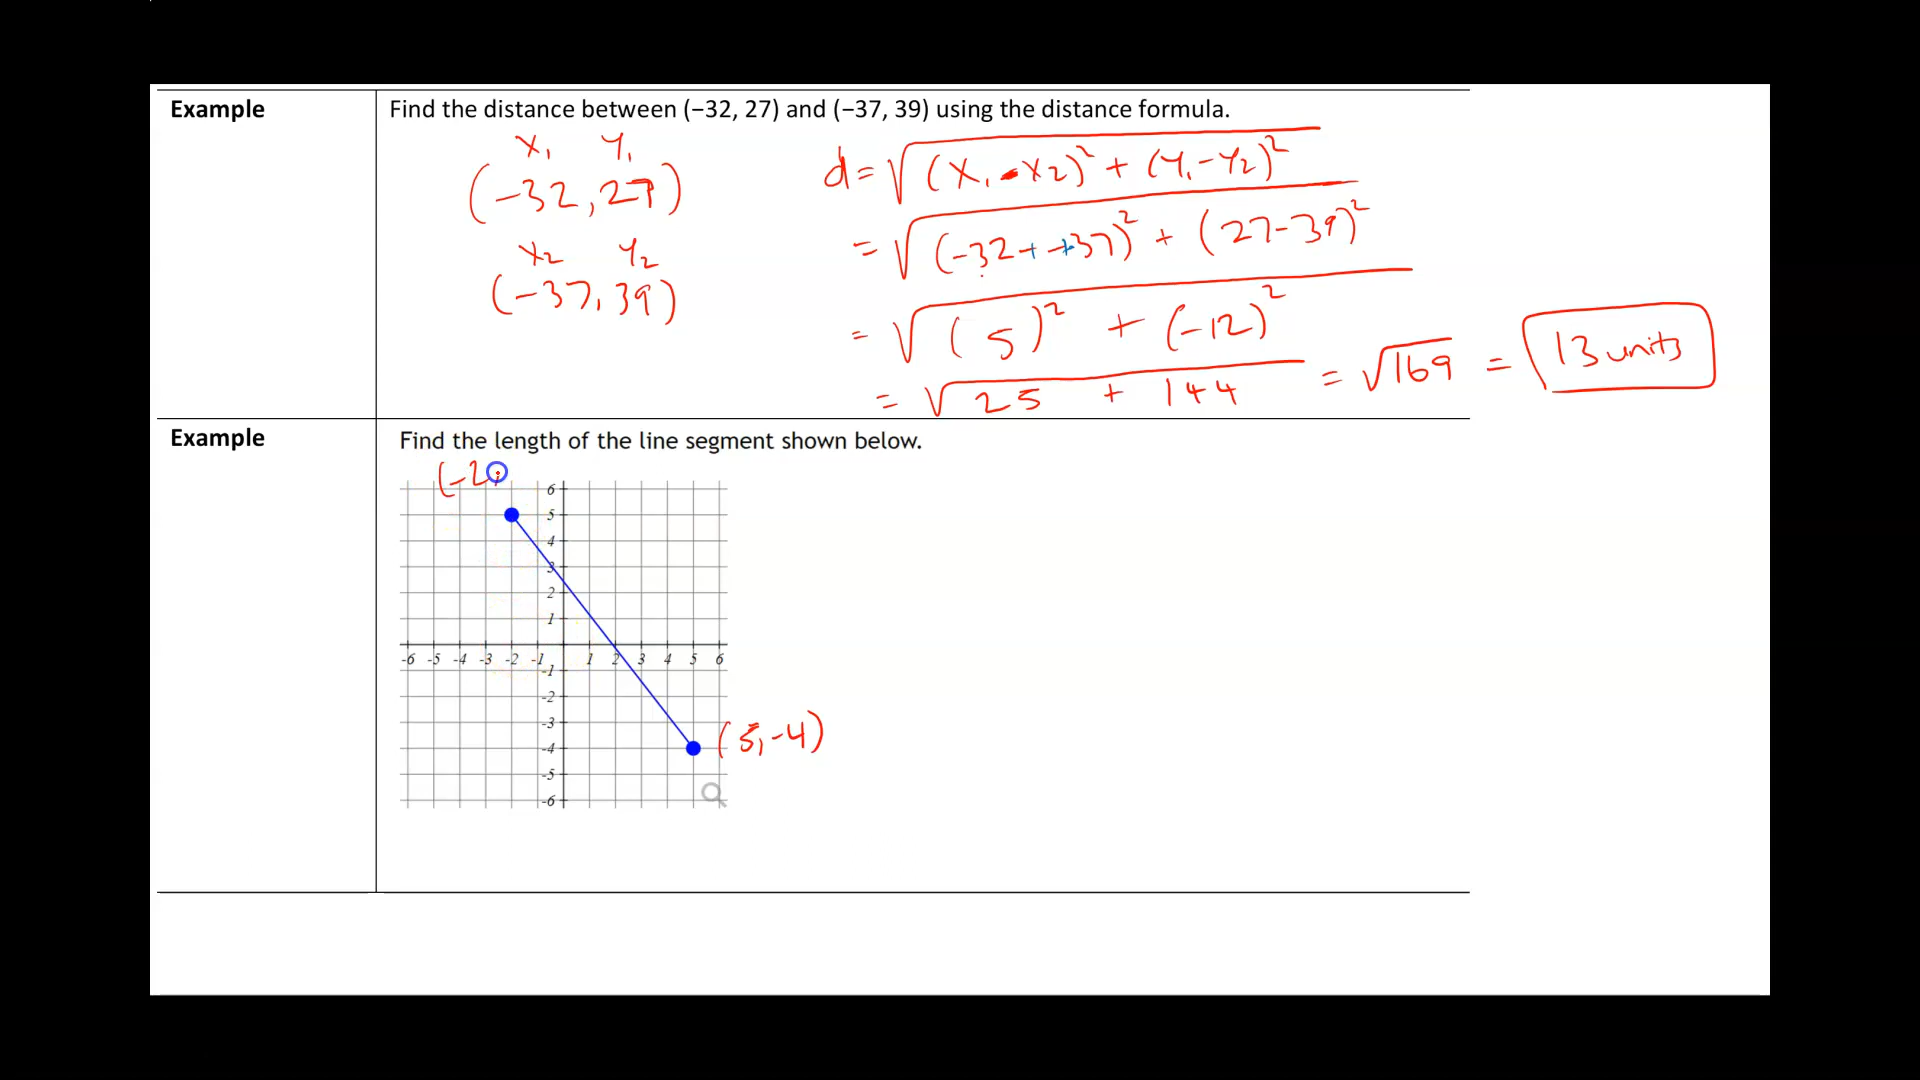 Example
Find the distance between (−32, 27) and (−37, 39) using the distance formula.
x₁ y₁
(-32, 27)
x₂ y₂
(-37, 39)
d = √(x₁ - x₂)² + (y₁ - y₂)²
= √(-32 + +37)² + (27-39)²
= √(5)² + (-12)²
= √25 + 144 = √169 = 13 units
Example
Find the length of the line segment shown below.
(-2,
6
5
4
3
2
1
-6 -5 -4 -3 -2 -1 1 2 3 4 5 6
-1
-2
-3
(5, -4)
-4
-5
-6